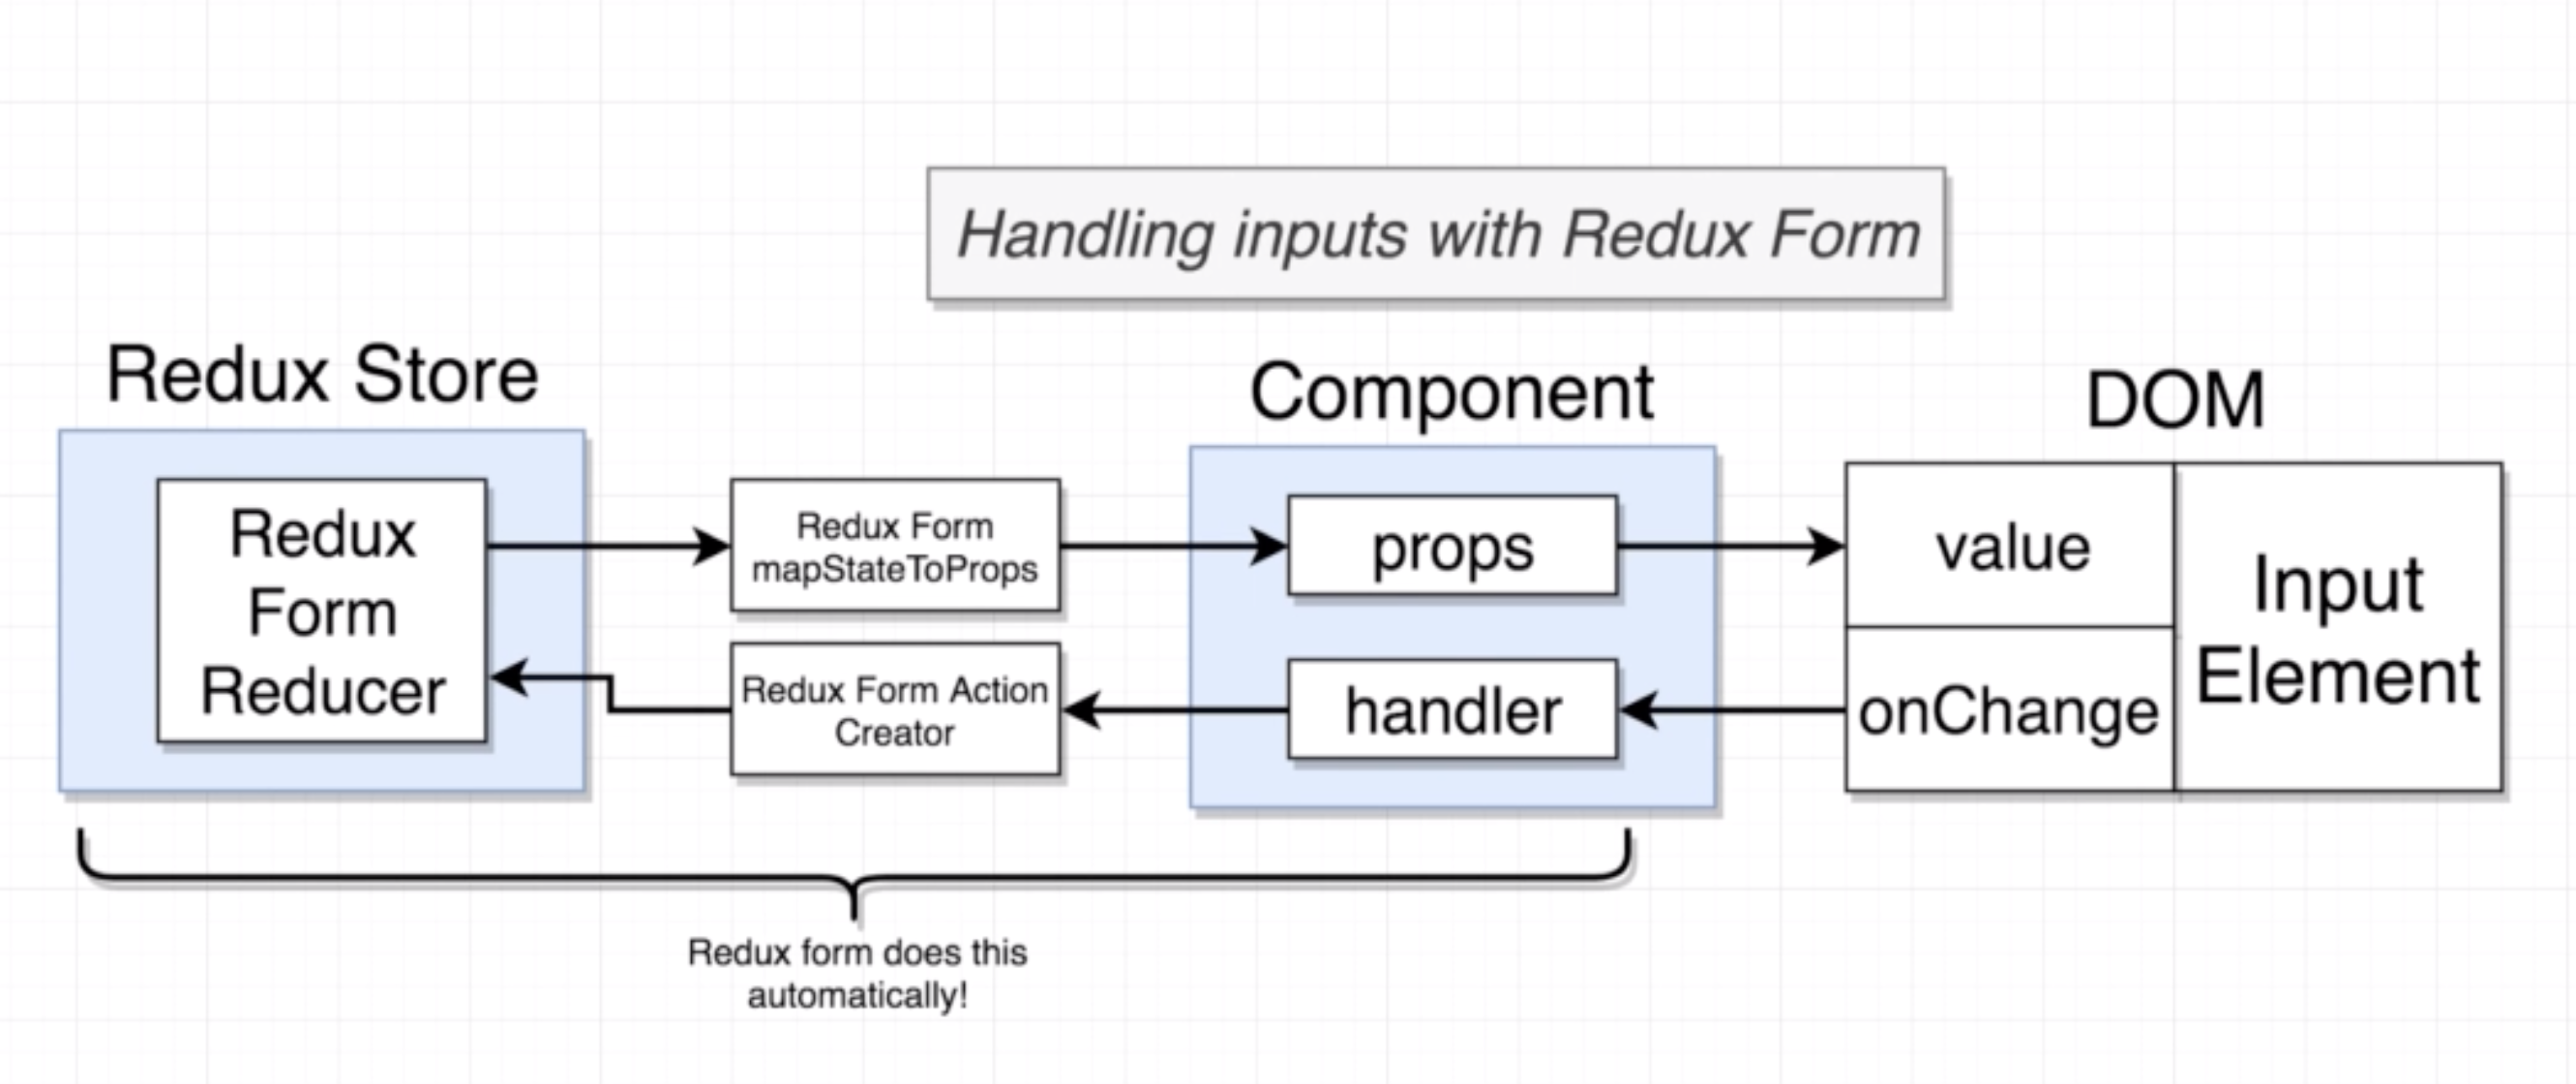 Handling inputs with Redux Form
Redux Store
Component
DOM
Redux
Form
Reducer
Redux Form
mapStateToProps
props
value
Input
Element
Redux Form Action
Creator
handler
onChange
Redux form does this
automatically!